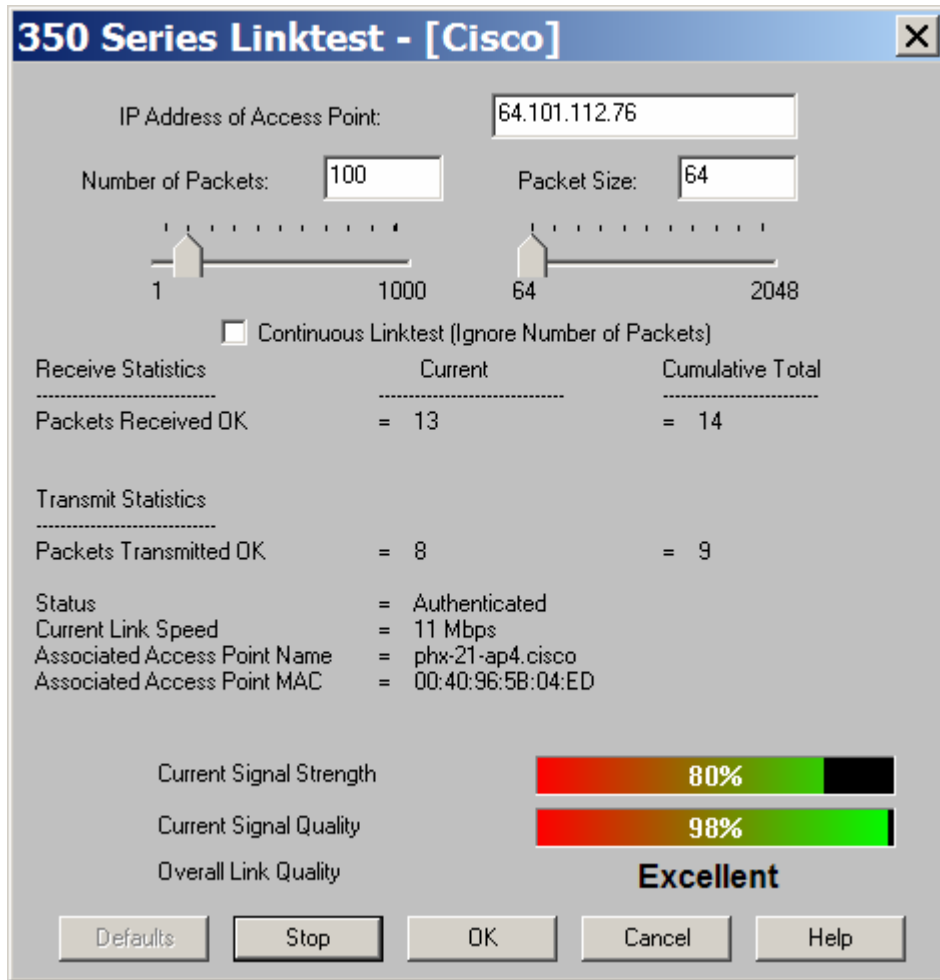 350 Series Linktest - [Cisco]
IP Address of Access Point: 64.101.112.76
Number of Packets: 100 Packet Size: 64
1 1000 64 2048
Continuous Linktest (Ignore Number of Packets)
Receive Statistics Current Cumulative Total
------------------------------ ------------------------------- --------------------------
Packets Received OK = 13 = 14
Transmit Statistics
------------------------------
Packets Transmitted OK = 8 = 9
Status = Authenticated
Current Link Speed = 11 Mbps
Associated Access Point Name = phx-21-ap4.cisco
Associated Access Point MAC = 00:40:96:5B:04:ED
Current Signal Strength 80%
Current Signal Quality 98%
Overall Link Quality Excellent
Defaults Stop OK Cancel Help